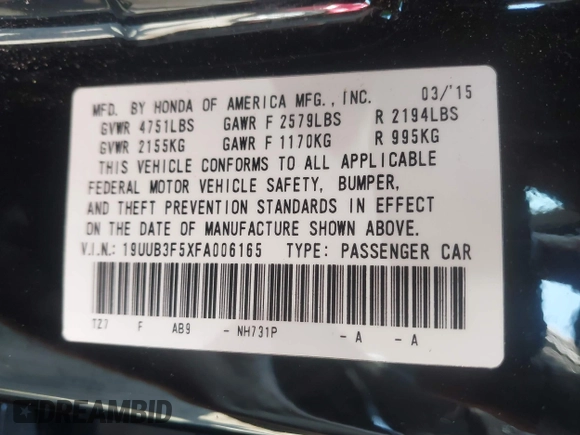 MFD. BY HONDA OF AMERICA MFG., INC. 03/'15
GVWR 4751LBS GAWR F 2579LBS R 2194LBS
GVWR 2155KG GAWR F 1170KG R 995KG
THIS VEHICLE CONFORMS TO ALL APPLICABLE
FEDERAL MOTOR VEHICLE SAFETY, BUMPER,
AND THEFT PREVENTION STANDARDS IN EFFECT
ON THE DATE OF MANUFACTURE SHOWN ABOVE.
V.I.N.: 19UUB3F5XFA006165 TYPE: PASSENGER CAR
TZ7 F AB9 - NH731P - A - A
DREAMBID